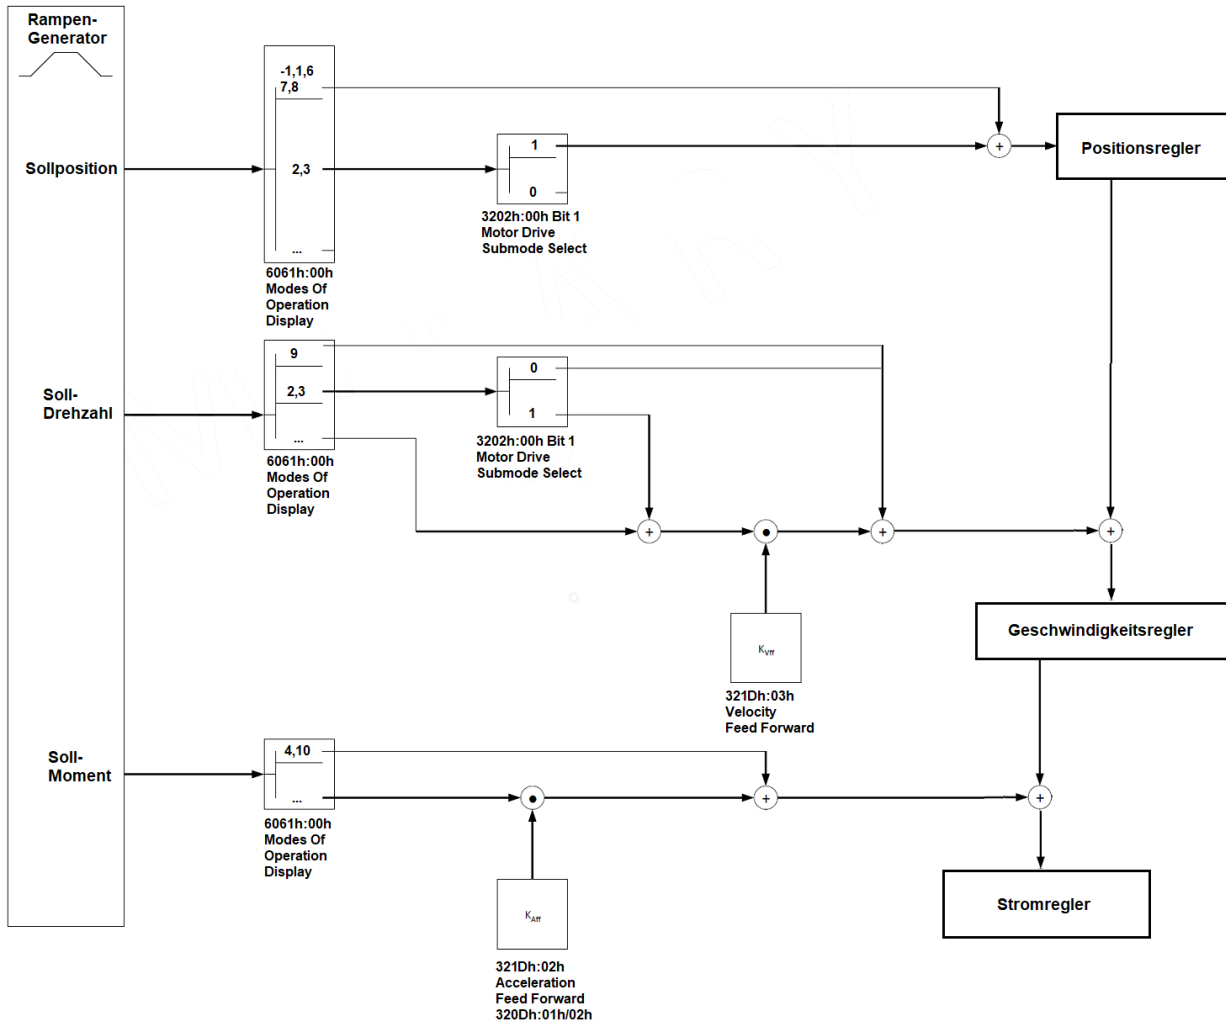 Rampen-
Generator
-1,1,6
7,8
2,3
...
6061h:00h
Modes Of
Operation
Display
Sollposition
1
0
3202h:00h Bit 1
Motor Drive
Submode Select
+
Positionsregler
9
2,3
...
6061h:00h
Modes Of
Operation
Display
Soll-
Drehzahl
0
1
3202h:00h Bit 1
Motor Drive
Submode Select
+
+
+
KVff
321Dh:03h
Velocity
Feed Forward
Geschwindigkeitsregler
Soll-
Moment
4,10
...
6061h:00h
Modes Of
Operation
Display
+
+
KAff
321Dh:02h
Acceleration
Feed Forward
320Dh:01h/02h
Stromregler